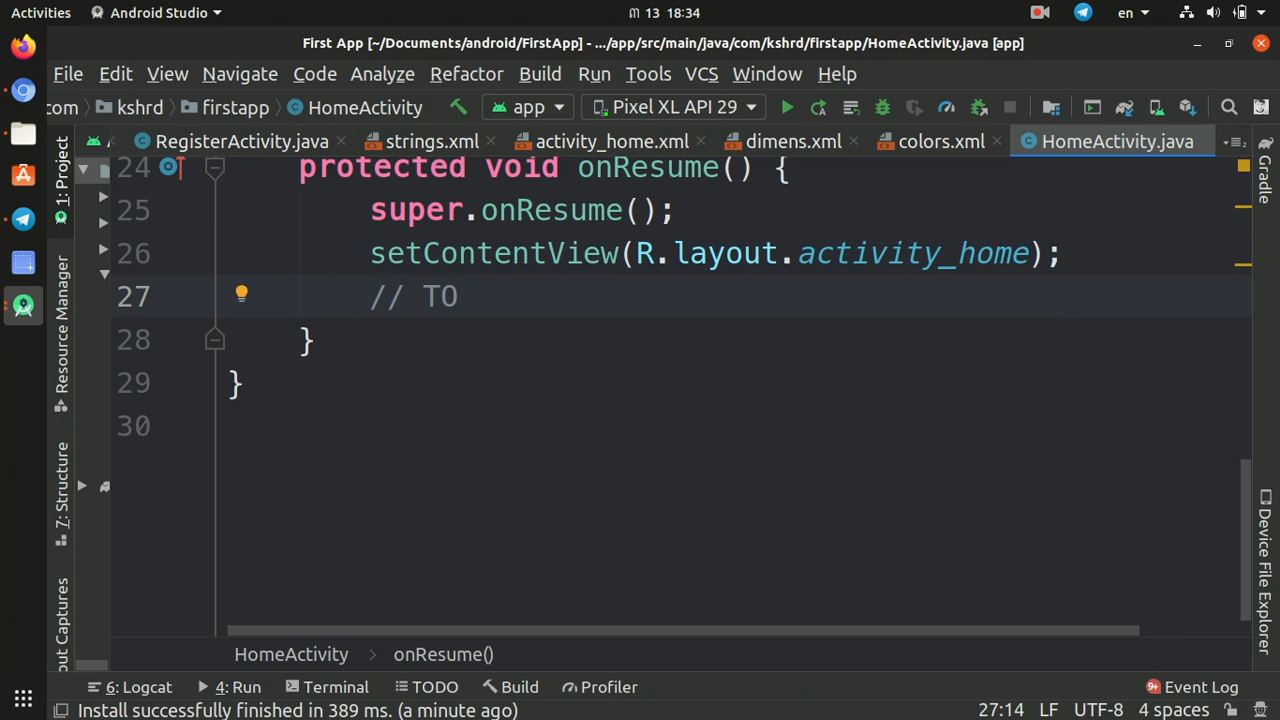 Activities Android Studio ត 13 18:34 en
First App [~/Documents/android/FirstApp] - .../app/src/main/java/com/kshrd/firstapp/HomeActivity.java [app]
File Edit View Navigate Code Analyze Refactor Build Run Tools VCS Window Help
com kshrd firstapp HomeActivity app Pixel XL API 29
RegisterActivity.java strings.xml activity_home.xml dimens.xml colors.xml HomeActivity.java
24 protected void onResume() {
25 super.onResume();
26 setContentView(R.layout.activity_home);
27 // TO
28 }
29 }
30
1: Project
Resource Manager
7: Structure
out Captures
Gradle
Device File Explorer
HomeActivity > onResume()
6: Logcat 4: Run Terminal TODO Build Profiler 9+ Event Log
Install successfully finished in 389 ms. (a minute ago) 27:14 LF UTF-8 4 spaces